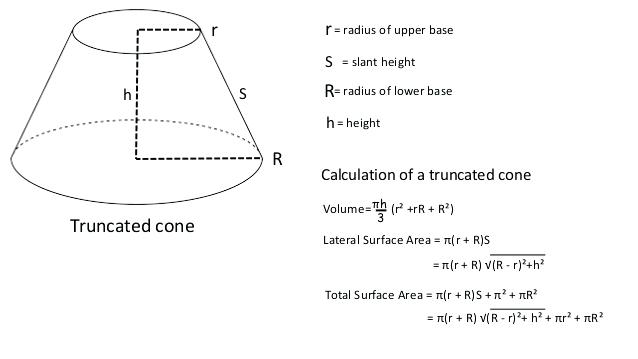 r
h
S
R
Truncated cone
r = radius of upper base
S = slant height
R= radius of lower base
h = height
Calculation of a truncated cone
Volume= πh/3 (r² +rR + R²)
Lateral Surface Area = π(r + R)S
= π(r + R) √(R - r)²+h²
Total Surface Area = π(r + R)S + π² + πR²
= π(r + R) √(R - r)²+ h² + πr² + πR²